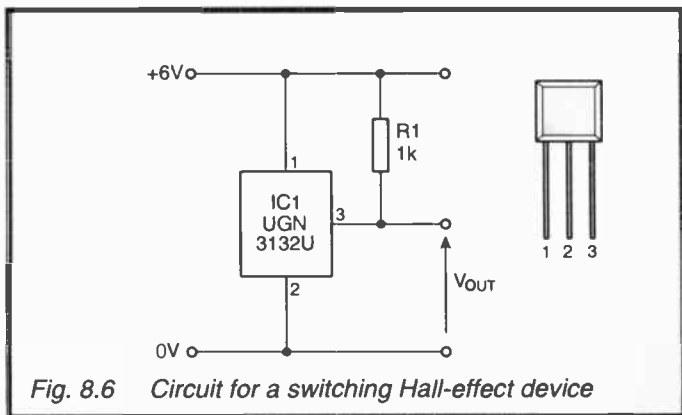 +6V
R1
1k
1
IC1
UGN
3132U
3
2
VOUT
0V
1 2 3
Fig. 8.6 Circuit for a switching Hall-effect device